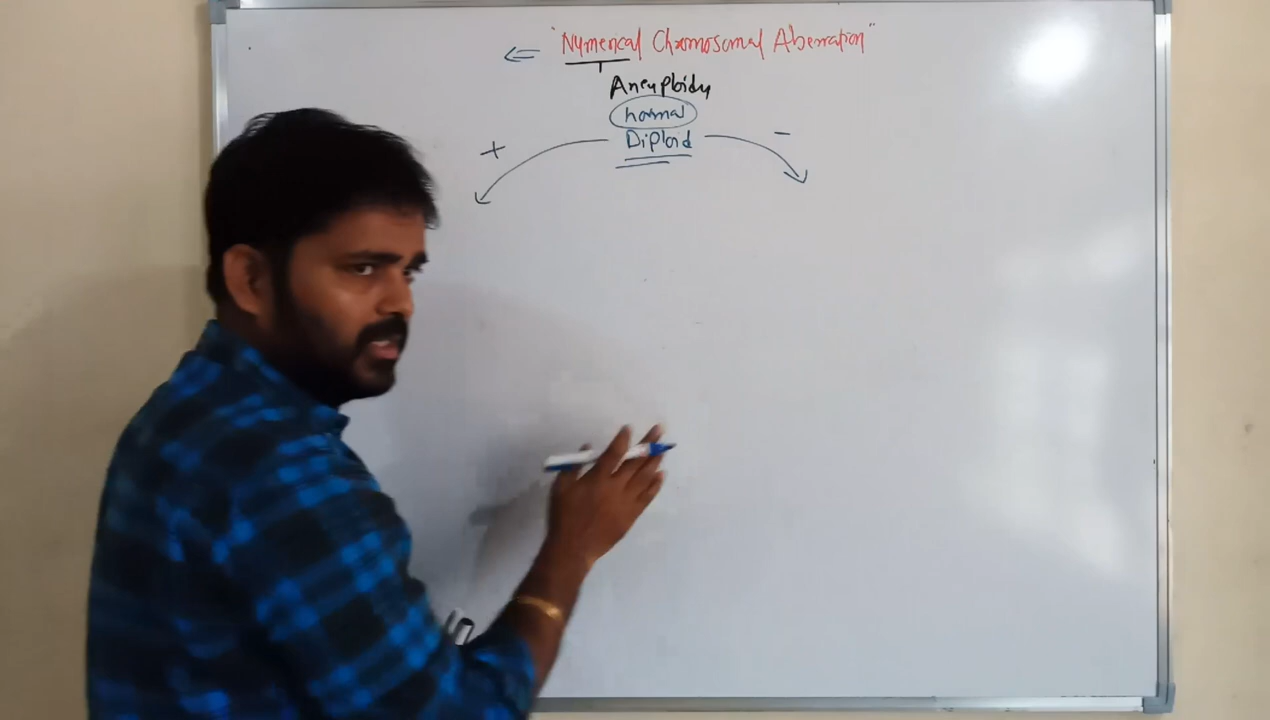 ⇐ "Numerical Chromosomal Aberration"
Aneuploidy
normal
+ Diploid −